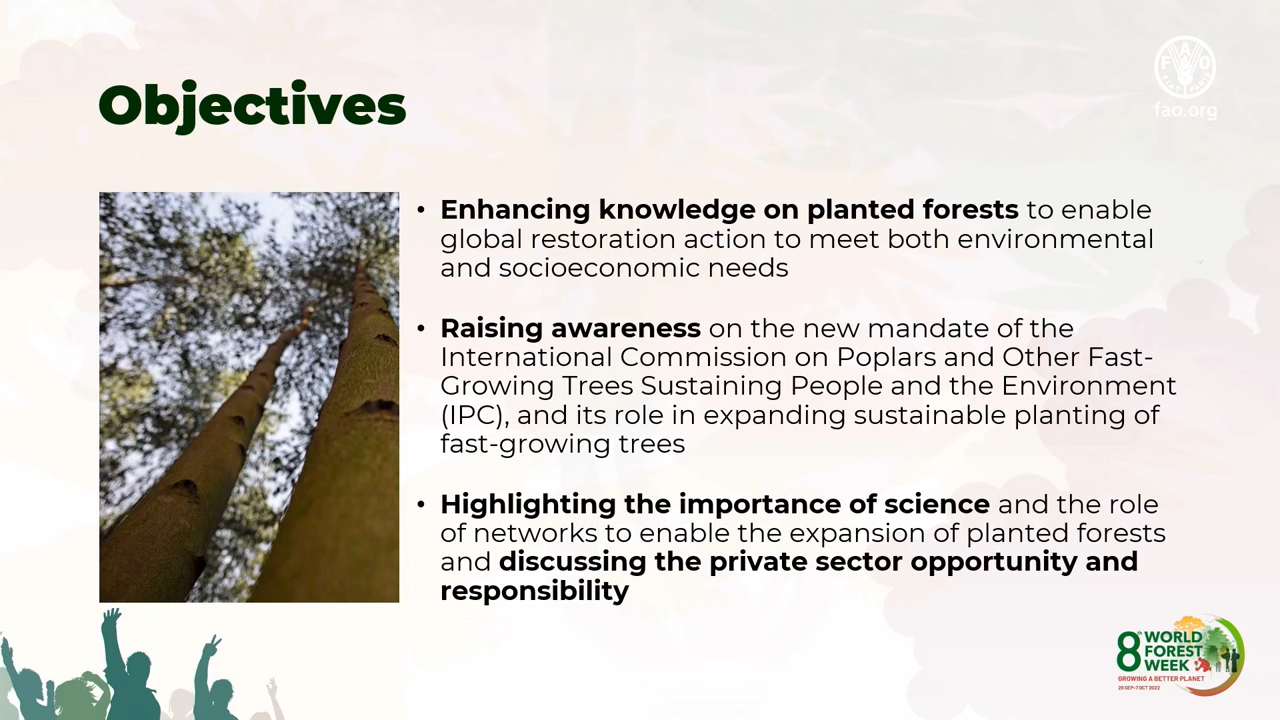 Objectives
FAO
FIAT PANIS
fao.org
• Enhancing knowledge on planted forests to enable
global restoration action to meet both environmental
and socioeconomic needs
• Raising awareness on the new mandate of the
International Commission on Poplars and Other Fast-
Growing Trees Sustaining People and the Environment
(IPC), and its role in expanding sustainable planting of
fast-growing trees
• Highlighting the importance of science and the role
of networks to enable the expansion of planted forests
and discussing the private sector opportunity and
responsibility
8th WORLD
FOREST
WEEK
GROWING A BETTER PLANET